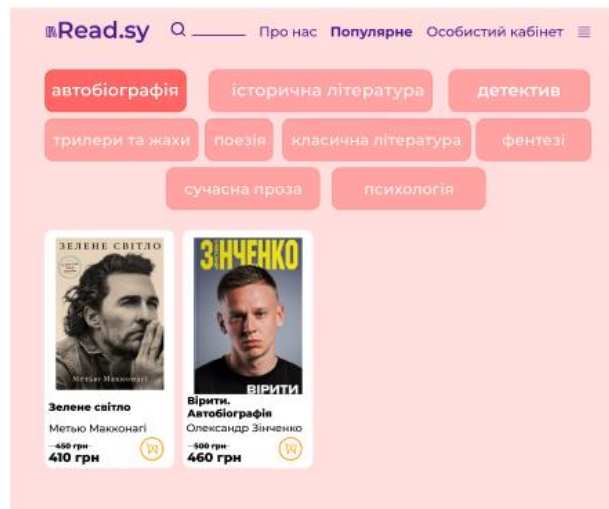 Read.sy Про нас Популярне Особистий кабінет
автобіографія історична література детектив
трилери та жахи поезія класична література фентезі
сучасна проза психологія
ЗЕЛЕНЕ СВІТЛО
Метью Макконагі
ЗІНЧЕНКО
ВІРИТИ
Зелене світло
Метью Макконагі
450 грн
410 грн
Вірити.
Автобіографія
Олександр Зінченко
500 грн
460 грн